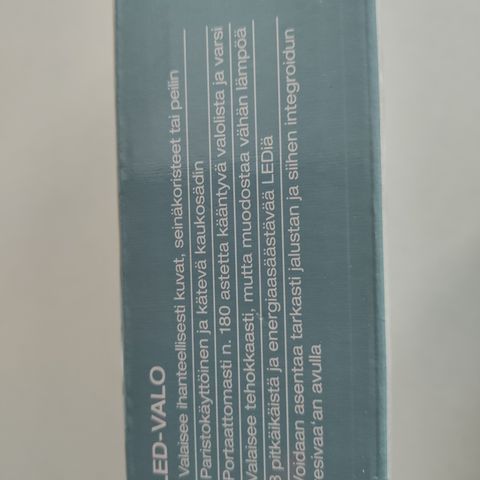 LED-VALO
Valaisee ihanteellisesti kuvat, seinäkoristeet tai peilin
Paristokäyttöinen ja kätevä kaukosädin
Portaattomasti n. 180 astetta kääntyvä valolista ja varsi
Valaisee tehokkaasti, mutta muodostaa vähän lämpöä
3 pitkäikäistä ja energiaasäästävää LEDiä
Voidaan asentaa tarkasti jalustan ja siihen integroidun
vesivaa'an avulla